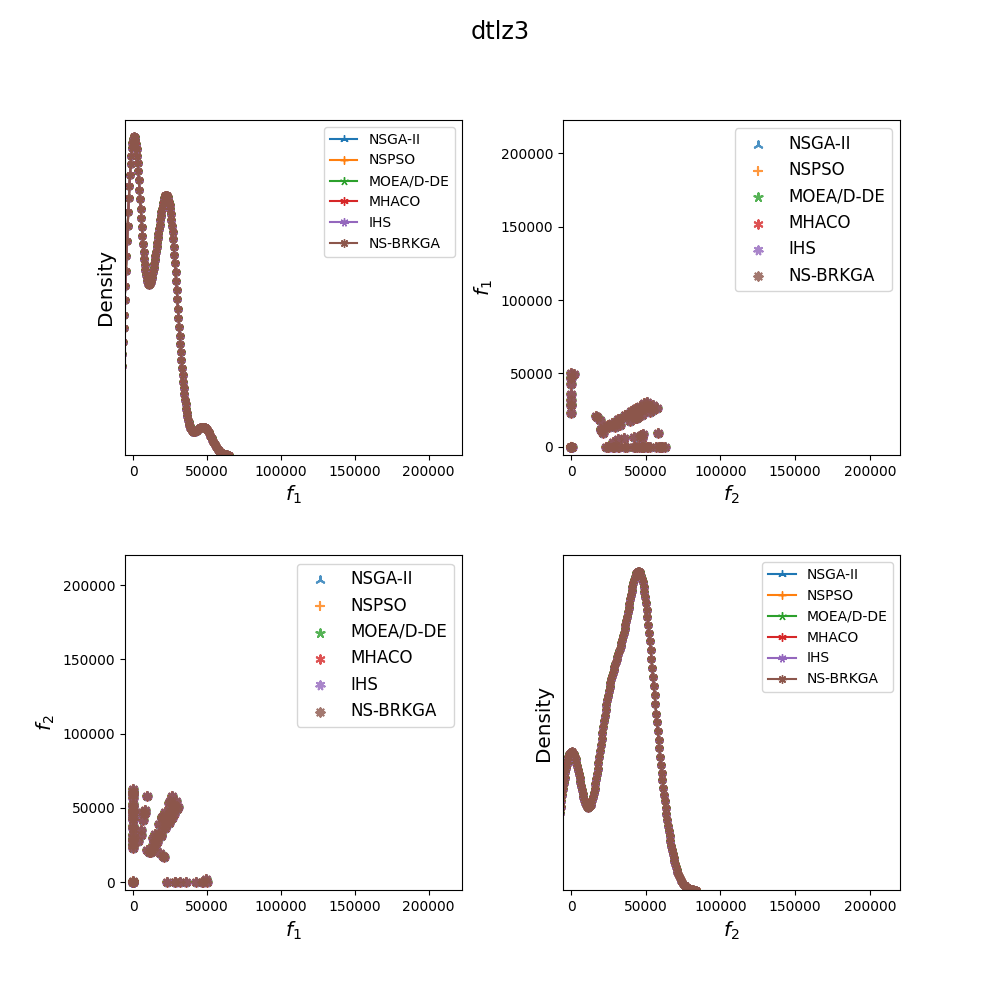 dtlz3
Density
NSGA-II
NSPSO
MOEA/D-DE
MHACO
IHS
NS-BRKGA
0 50000 100000 150000 200000
f1
f1
200000
150000
100000
50000
0
NSGA-II
NSPSO
MOEA/D-DE
MHACO
IHS
NS-BRKGA
0 50000 100000 150000 200000
f2
f2
200000
150000
100000
50000
0
NSGA-II
NSPSO
MOEA/D-DE
MHACO
IHS
NS-BRKGA
0 50000 100000 150000 200000
f1
Density
NSGA-II
NSPSO
MOEA/D-DE
MHACO
IHS
NS-BRKGA
0 50000 100000 150000 200000
f2